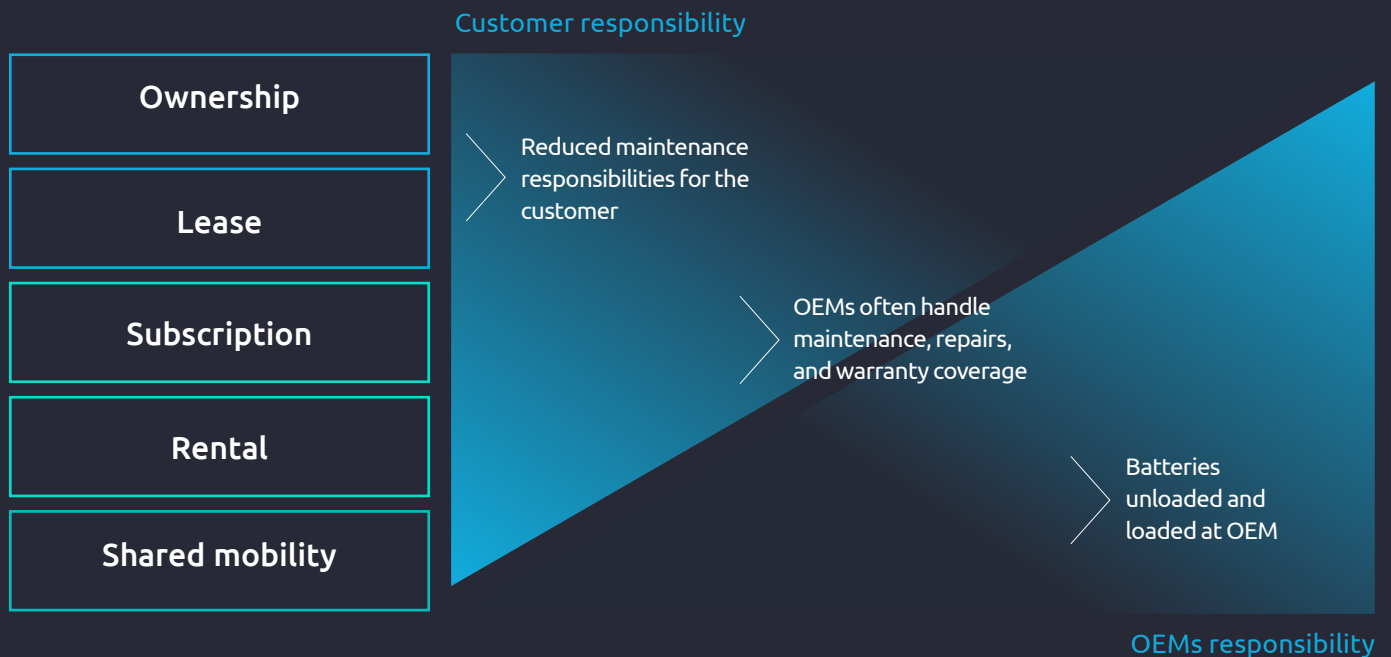 Customer responsibility
Ownership
Lease
Subscription
Rental
Shared mobility
Reduced maintenance
responsibilities for the
customer
OEMs often handle
maintenance, repairs,
and warranty coverage
Batteries
unloaded and
loaded at OEM
OEMs responsibility